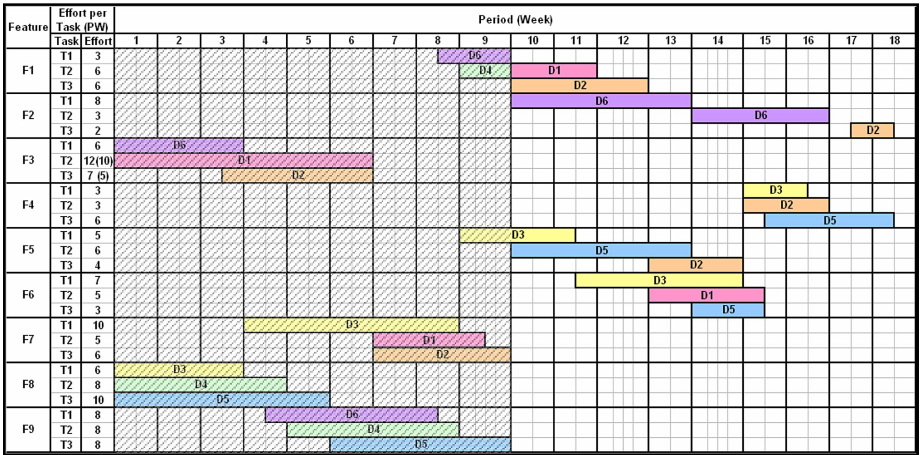 Feature Effort per Task (PW) Period (Week)
Task Effort 1 2 3 4 5 6 7 8 9 10 11 12 13 14 15 16 17 18
F1 T1 3 D6
T2 6 D4 D1
T3 6 D2
F2 T1 8 D6
T2 3 D6
T3 2 D2
F3 T1 6 D6
T2 12(10) D1
T3 7 (5) D2
F4 T1 3 D3
T2 3 D2
T3 6 D5
F5 T1 5 D3
T2 6 D5
T3 4 D2
F6 T1 7 D3
T2 5 D1
T3 3 D5
F7 T1 10 D3
T2 5 D1
T3 6 D2
F8 T1 6 D3
T2 8 D4
T3 10 D5
F9 T1 8 D6
T2 8 D4
T3 8 D5